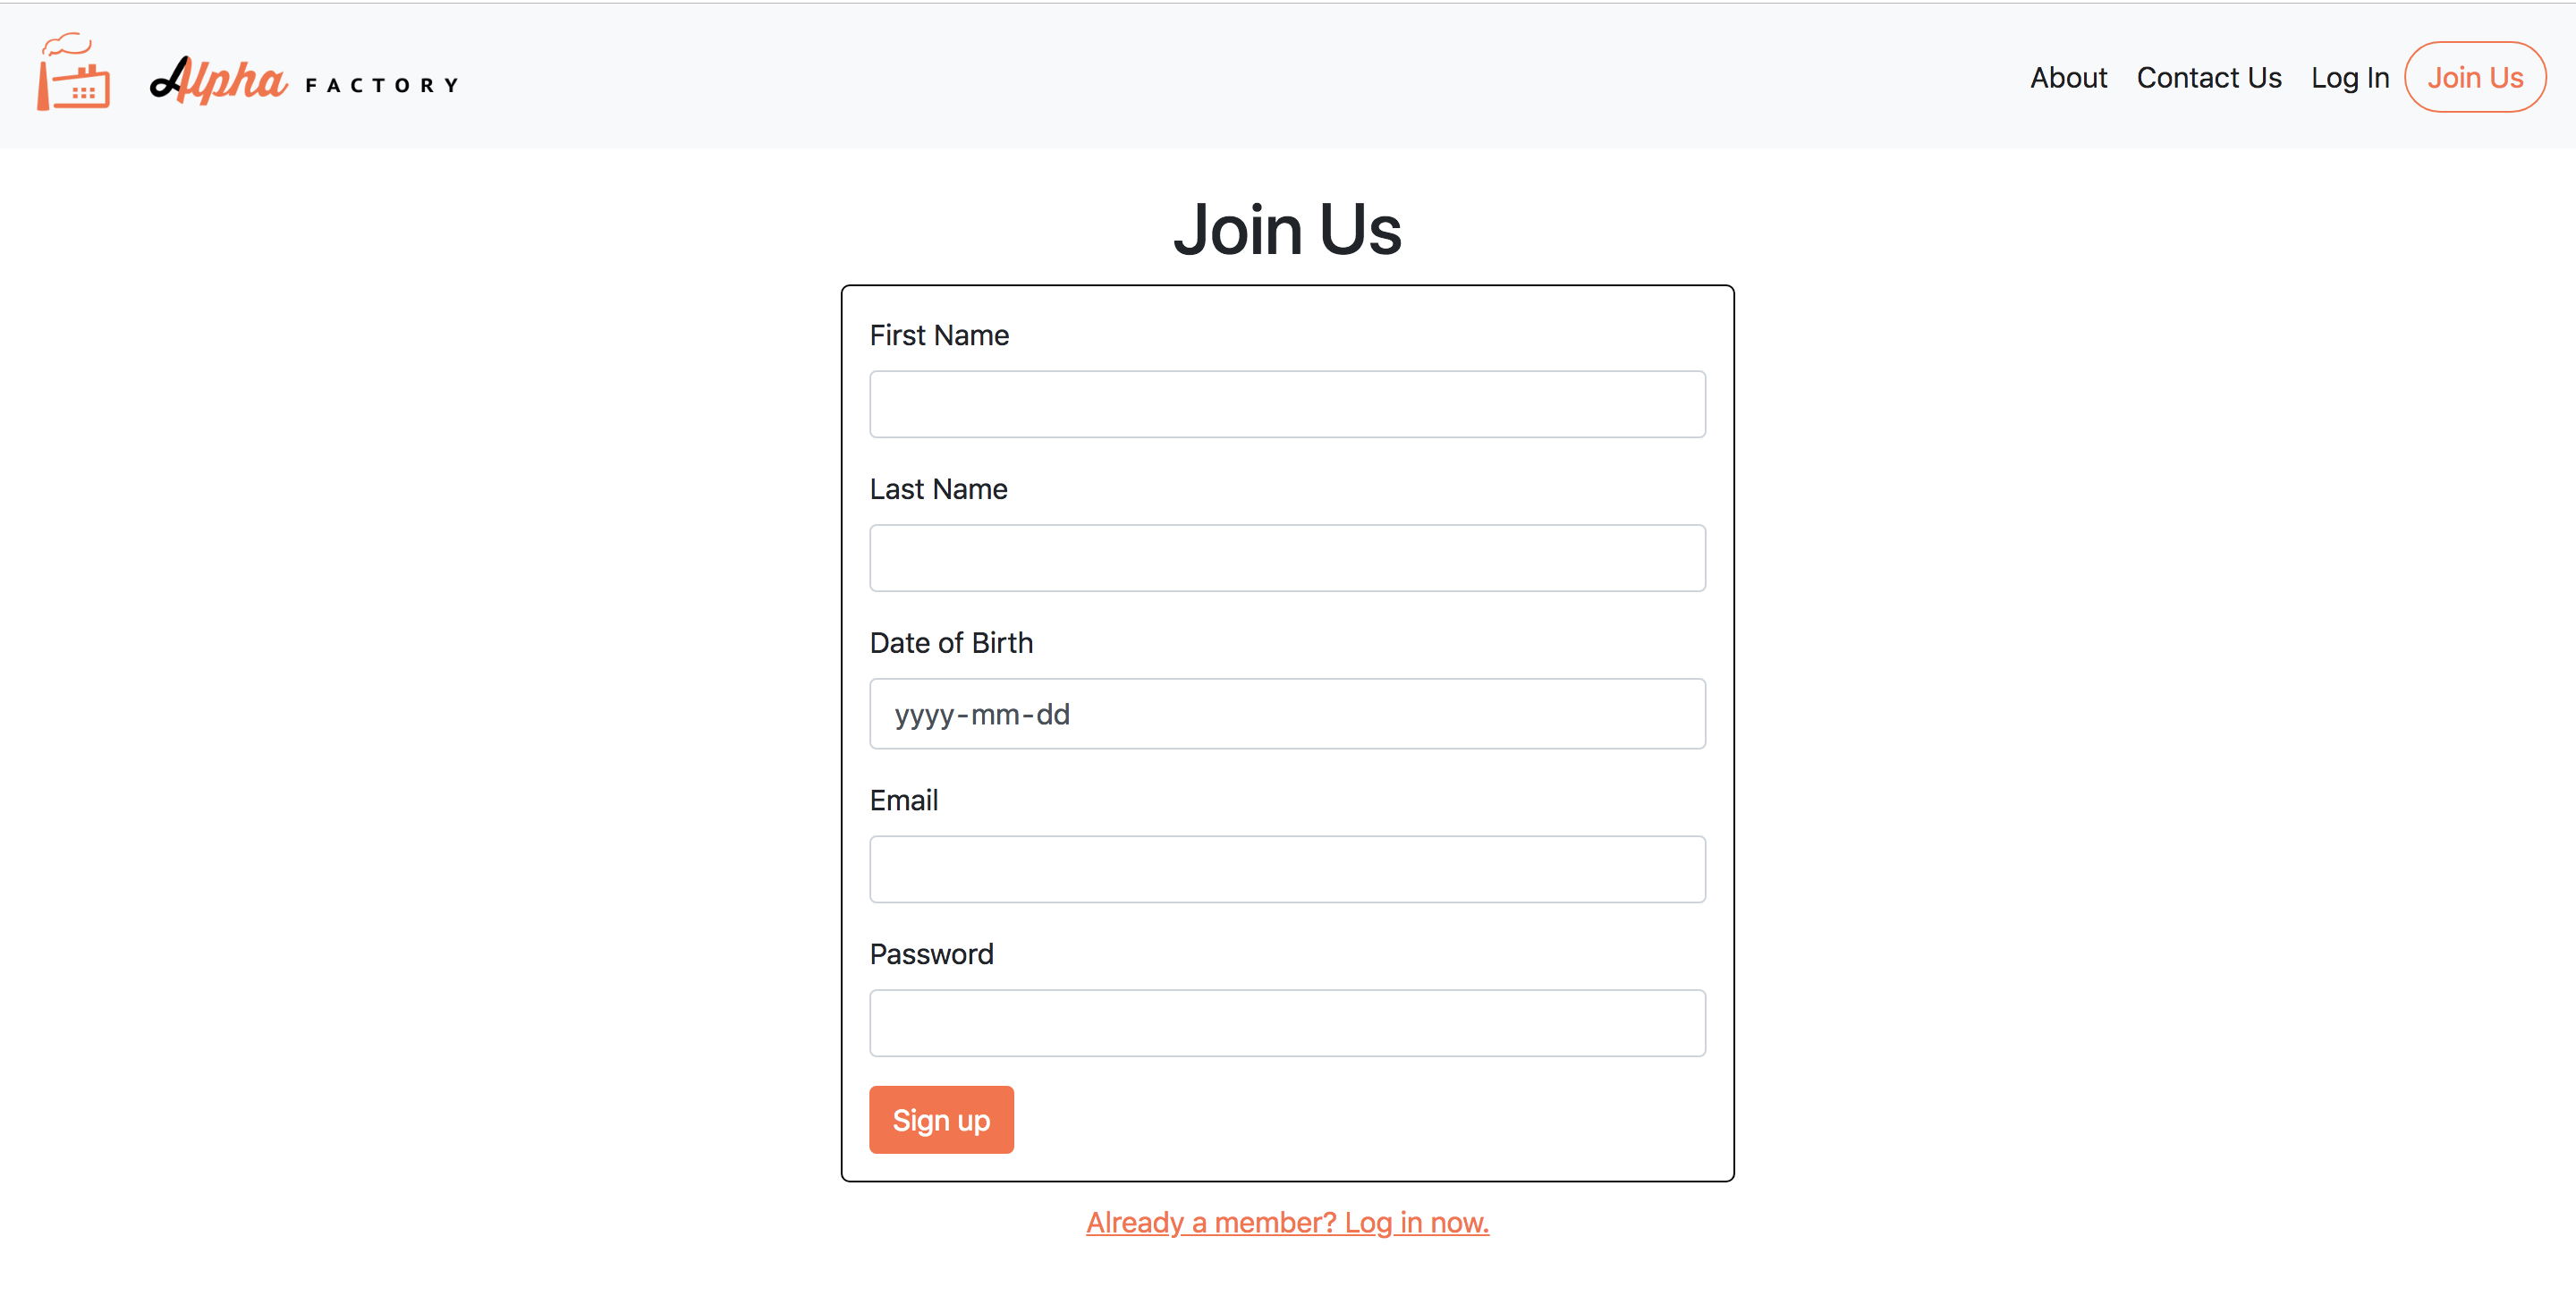 Alpha FACTORY
About Contact Us Log In Join Us
Join Us
First Name
Last Name
Date of Birth
yyyy-mm-dd
Email
Password
Sign up
Already a member? Log in now.